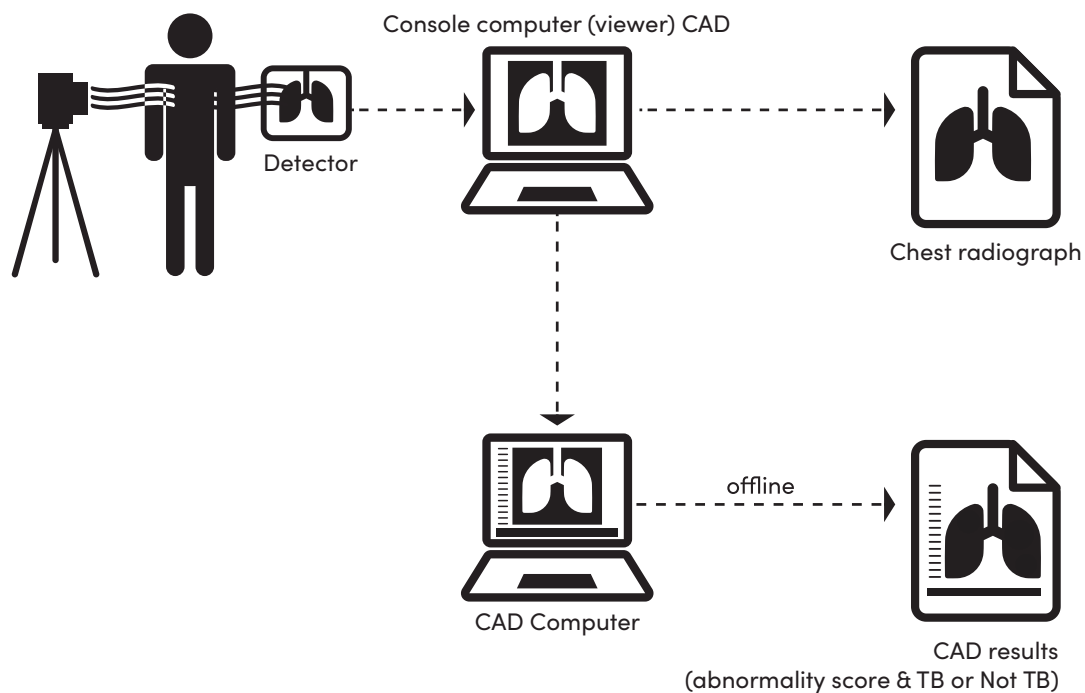 Console computer (viewer) CAD
Detector
Chest radiograph
offline
CAD Computer
CAD results
(abnormality score & TB or Not TB)